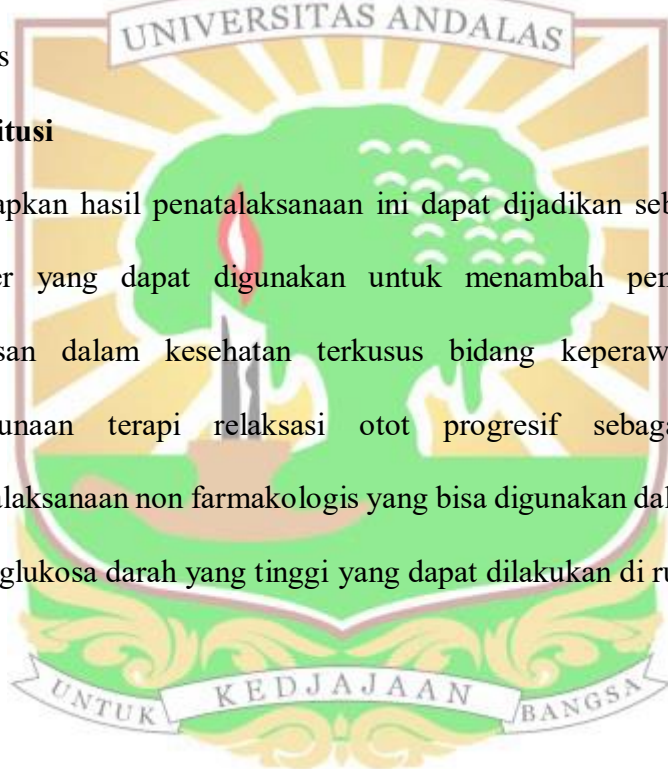 UNIVERSITAS ANDALAS
s
itusi
apkan hasil penatalaksanaan ini dapat dijadikan seb
er yang dapat digunakan untuk menambah pen
san dalam kesehatan terkusus bidang keperaw
unaan terapi relaksasi otot progresif sebaga
alaksanaan non farmakologis yang bisa digunakan dal
glukosa darah yang tinggi yang dapat dilakukan di ru
UNTUK KEDJAJAAN BANGSA